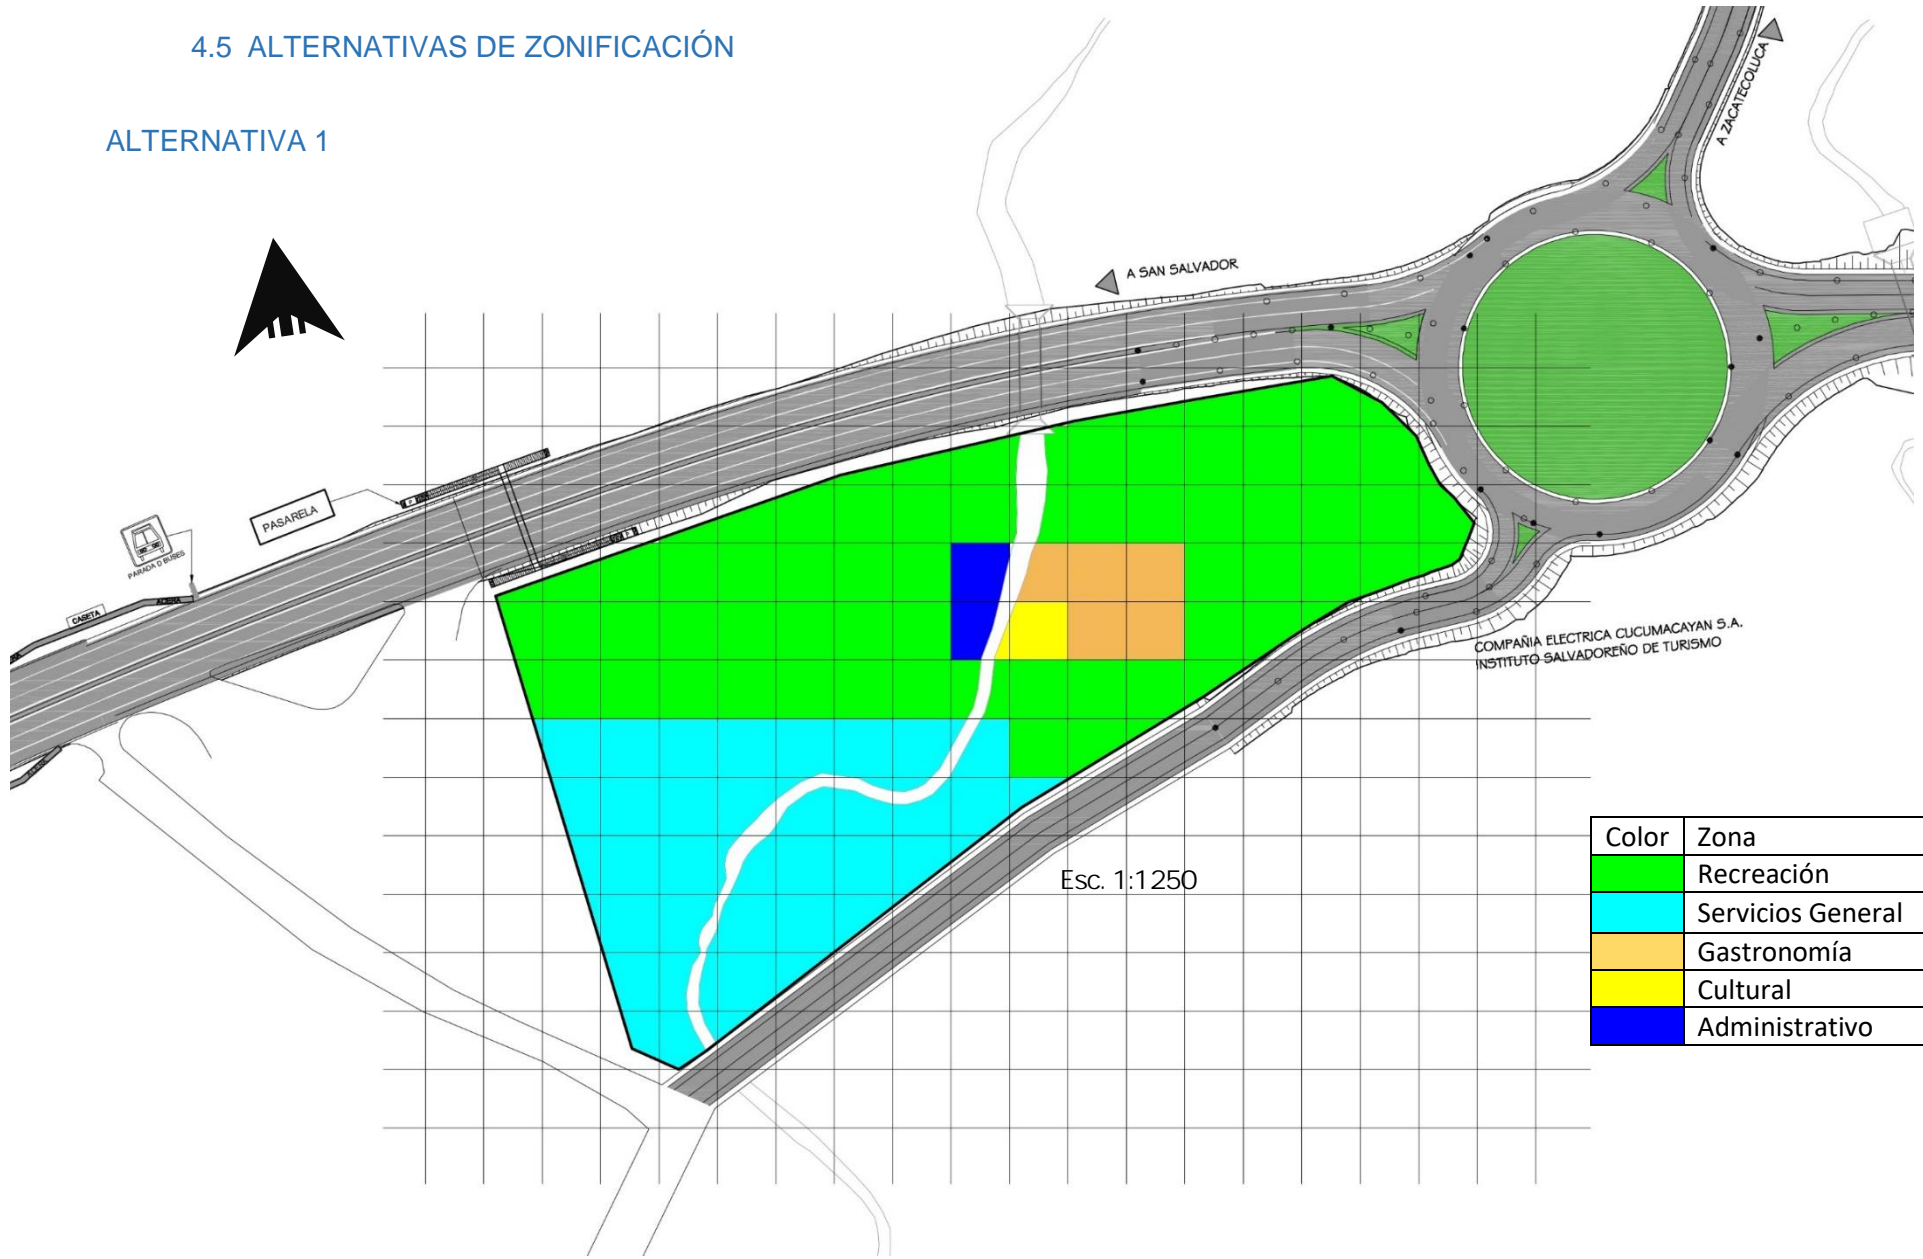 4.5 ALTERNATIVAS DE ZONIFICACIÓN
ALTERNATIVA 1
A ZACATECOLUCA
A SAN SALVADOR
PASARELA
PARADA D BUSES
CASETA
ACERA
COMPAÑIA ELECTRICA CUCUMACAYAN S.A.
INSTITUTO SALVADOREÑO DE TURISMO
Esc. 1:1250
Color Zona
Recreación
Servicios General
Gastronomía
Cultural
Administrativo